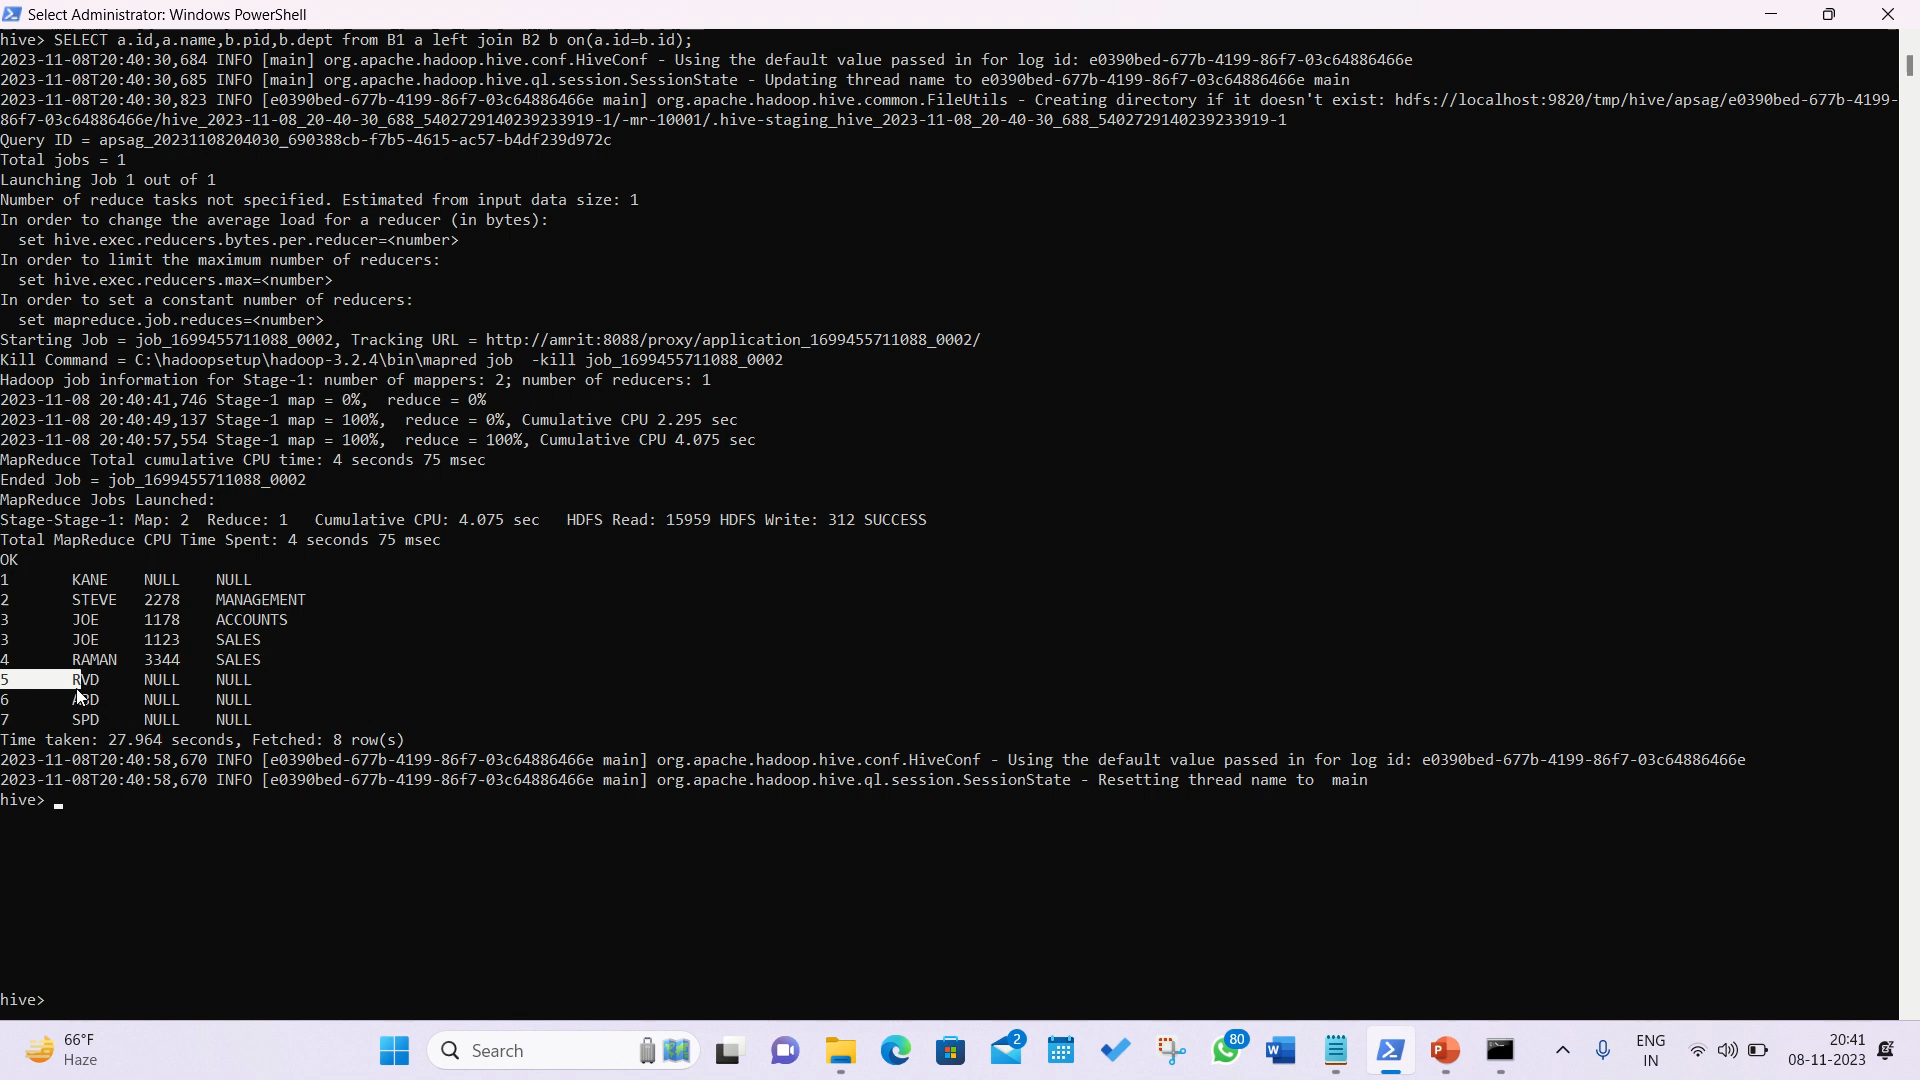 Select Administrator: Windows PowerShell
hive> SELECT a.id,a.name,b.pid,b.dept from B1 a left join B2 b on(a.id=b.id);
2023-11-08T20:40:30,684 INFO [main] org.apache.hadoop.hive.conf.HiveConf - Using the default value passed in for log id: e0390bed-677b-4199-86f7-03c64886466e
2023-11-08T20:40:30,685 INFO [main] org.apache.hadoop.hive.ql.session.SessionState - Updating thread name to e0390bed-677b-4199-86f7-03c64886466e main
2023-11-08T20:40:30,823 INFO [e0390bed-677b-4199-86f7-03c64886466e main] org.apache.hadoop.hive.common.FileUtils - Creating directory if it doesn't exist: hdfs://localhost:9820/tmp/hive/apsag/e0390bed-677b-4199-
86f7-03c64886466e/hive_2023-11-08_20-40-30_688_5402729140239233919-1/-mr-10001/.hive-staging_hive_2023-11-08_20-40-30_688_5402729140239233919-1
Query ID = apsag_20231108204030_690388cb-f7b5-4615-ac57-b4df239d972c
Total jobs = 1
Launching Job 1 out of 1
Number of reduce tasks not specified. Estimated from input data size: 1
In order to change the average load for a reducer (in bytes):
  set hive.exec.reducers.bytes.per.reducer=<number>
In order to limit the maximum number of reducers:
  set hive.exec.reducers.max=<number>
In order to set a constant number of reducers:
  set mapreduce.job.reduces=<number>
Starting Job = job_1699455711088_0002, Tracking URL = http://amrit:8088/proxy/application_1699455711088_0002/
Kill Command = C:\hadoopsetup\hadoop-3.2.4\bin\mapred job  -kill job_1699455711088_0002
Hadoop job information for Stage-1: number of mappers: 2; number of reducers: 1
2023-11-08 20:40:41,746 Stage-1 map = 0%,  reduce = 0%
2023-11-08 20:40:49,137 Stage-1 map = 100%,  reduce = 0%, Cumulative CPU 2.295 sec
2023-11-08 20:40:57,554 Stage-1 map = 100%,  reduce = 100%, Cumulative CPU 4.075 sec
MapReduce Total cumulative CPU time: 4 seconds 75 msec
Ended Job = job_1699455711088_0002
MapReduce Jobs Launched:
Stage-Stage-1: Map: 2  Reduce: 1   Cumulative CPU: 4.075 sec   HDFS Read: 15959 HDFS Write: 312 SUCCESS
Total MapReduce CPU Time Spent: 4 seconds 75 msec
OK
1	KANE	NULL	NULL
2	STEVE	2278	MANAGEMENT
3	JOE	1178	ACCOUNTS
3	JOE	1123	SALES
4	RAMAN	3344	SALES
5	RVD	NULL	NULL
6	ABD	NULL	NULL
7	SPD	NULL	NULL
Time taken: 27.964 seconds, Fetched: 8 row(s)
2023-11-08T20:40:58,670 INFO [e0390bed-677b-4199-86f7-03c64886466e main] org.apache.hadoop.hive.conf.HiveConf - Using the default value passed in for log id: e0390bed-677b-4199-86f7-03c64886466e
2023-11-08T20:40:58,670 INFO [e0390bed-677b-4199-86f7-03c64886466e main] org.apache.hadoop.hive.ql.session.SessionState - Resetting thread name to  main
hive>
hive>
66°F
Haze
Search
2
80
ENG
IN
20:41
08-11-2023